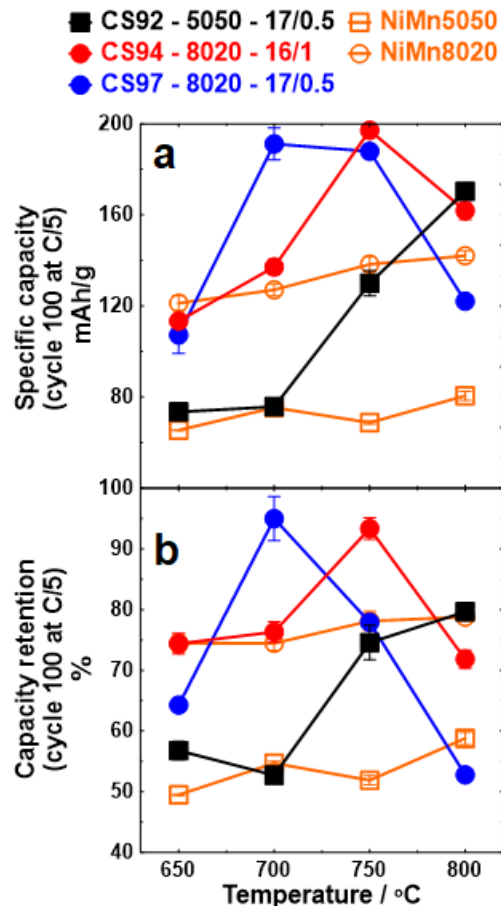 CS92 - 5050 - 17/0.5 NiMn5050
CS94 - 8020 - 16/1 NiMn8020
CS97 - 8020 - 17/0.5
200
a
160
120
80
Specific capacity
(cycle 100 at C/5)
mAh/g
100
b
90
80
70
60
50
40
Capacity retention
(cycle 100 at C/5)
%
650 700 750 800
Temperature / °C